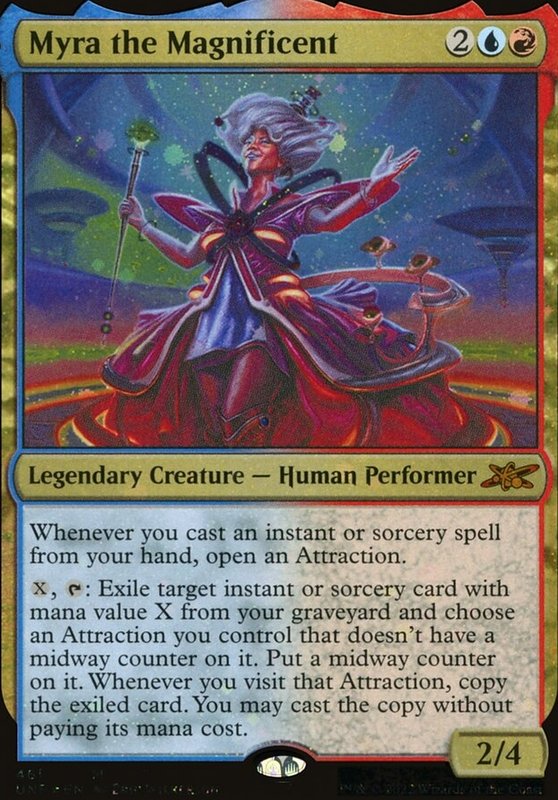 Myra the Magnificent 2
Legendary Creature — Human Performer
Whenever you cast an instant or sorcery spell
from your hand, open an Attraction.
X, : Exile target instant or sorcery card with
mana value X from your graveyard and choose
an Attraction you control that doesn't have a
midway counter on it. Put a midway counter
on it. Whenever you visit that Attraction, copy
the exiled card. You may cast the copy without
paying its mana cost.
2/4